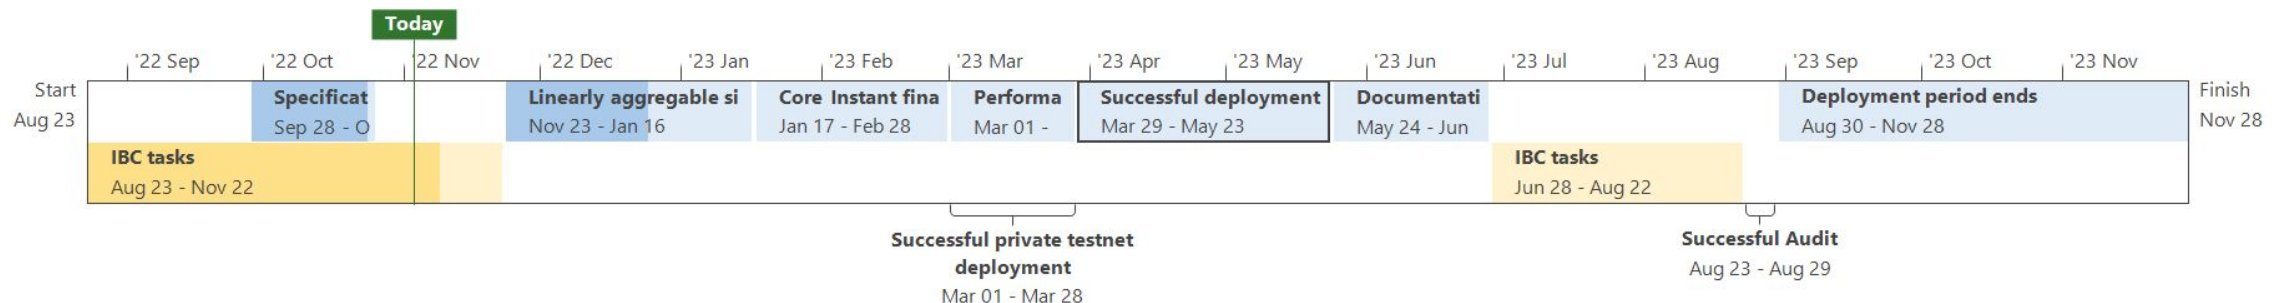 Today
'22 Sep
'22 Oct
'22 Nov
'22 Dec
'23 Jan
'23 Feb
'23 Mar
'23 Apr
'23 May
'23 Jun
'23 Jul
'23 Aug
'23 Sep
'23 Oct
'23 Nov
Start
Aug 23
Specificat
Sep 28 - O
Linearly aggregable si
Nov 23 - Jan 16
Core Instant fina
Jan 17 - Feb 28
Performa
Mar 01 -
Successful deployment
Mar 29 - May 23
Documentati
May 24 - Jun
Deployment period ends
Aug 30 - Nov 28
Finish
Nov 28
IBC tasks
Aug 23 - Nov 22
IBC tasks
Jun 28 - Aug 22
Successful private testnet
deployment
Mar 01 - Mar 28
Successful Audit
Aug 23 - Aug 29